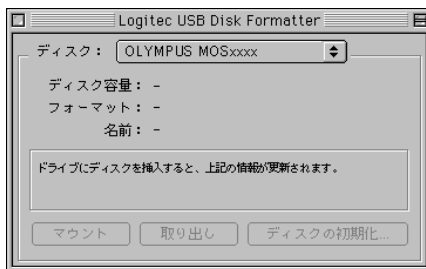 Logitec USB Disk Formatter
ディスク： OLYMPUS MOSxxxx
ディスク容量： -
フォーマット： -
名前： -
ドライブにディスクを挿入すると、上記の情報が更新されます。
マウント 取り出し ディスクの初期化...